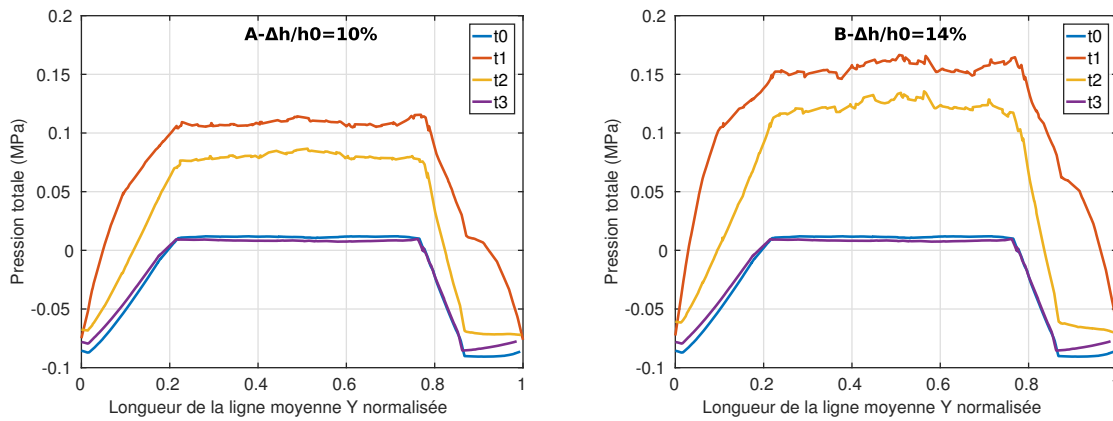 A-Δh/h0=10%
Pression totale (MPa)
0.2
0.15
0.1
0.05
0
-0.05
-0.1
0 0.2 0.4 0.6 0.8 1
Longueur de la ligne moyenne Y normalisée
t0
t1
t2
t3
B-Δh/h0=14%
Pression totale (MPa)
0.2
0.15
0.1
0.05
0
-0.05
-0.1
0 0.2 0.4 0.6 0.8 1
Longueur de la ligne moyenne Y normalisée
t0
t1
t2
t3